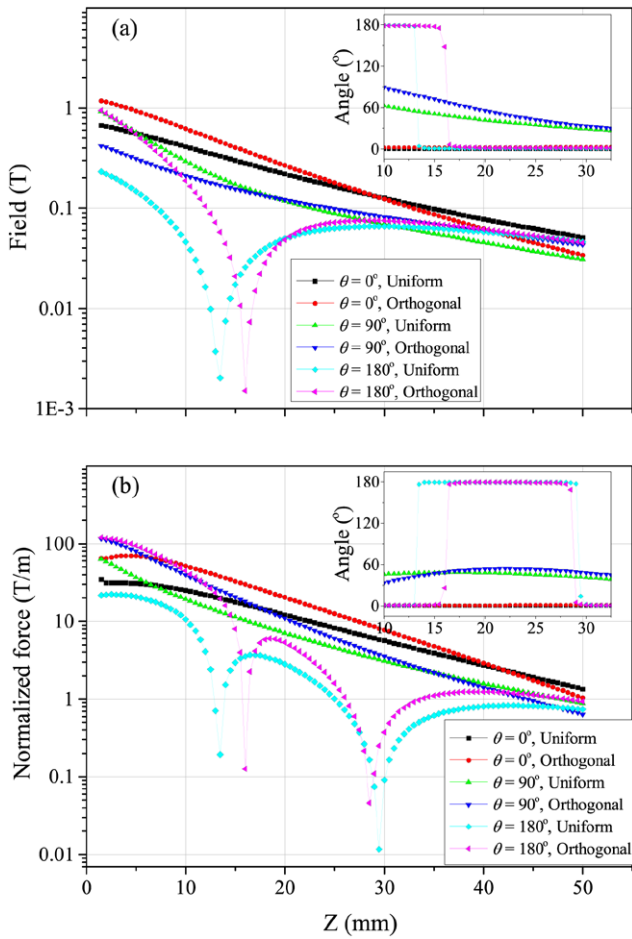 (a)
Field (T)
1
0.1
0.01
1E-3
Angle (°)
180
120
60
0
10 15 20 25 30
θ = 0°, Uniform
θ = 0°, Orthogonal
θ = 90°, Uniform
θ = 90°, Orthogonal
θ = 180°, Uniform
θ = 180°, Orthogonal
(b)
Normalized force (T/m)
100
10
1
0.1
0.01
Angle (°)
180
120
60
0
10 15 20 25 30
θ = 0°, Uniform
θ = 0°, Orthogonal
θ = 90°, Uniform
θ = 90°, Orthogonal
θ = 180°, Uniform
θ = 180°, Orthogonal
0 10 20 30 40 50
Z (mm)